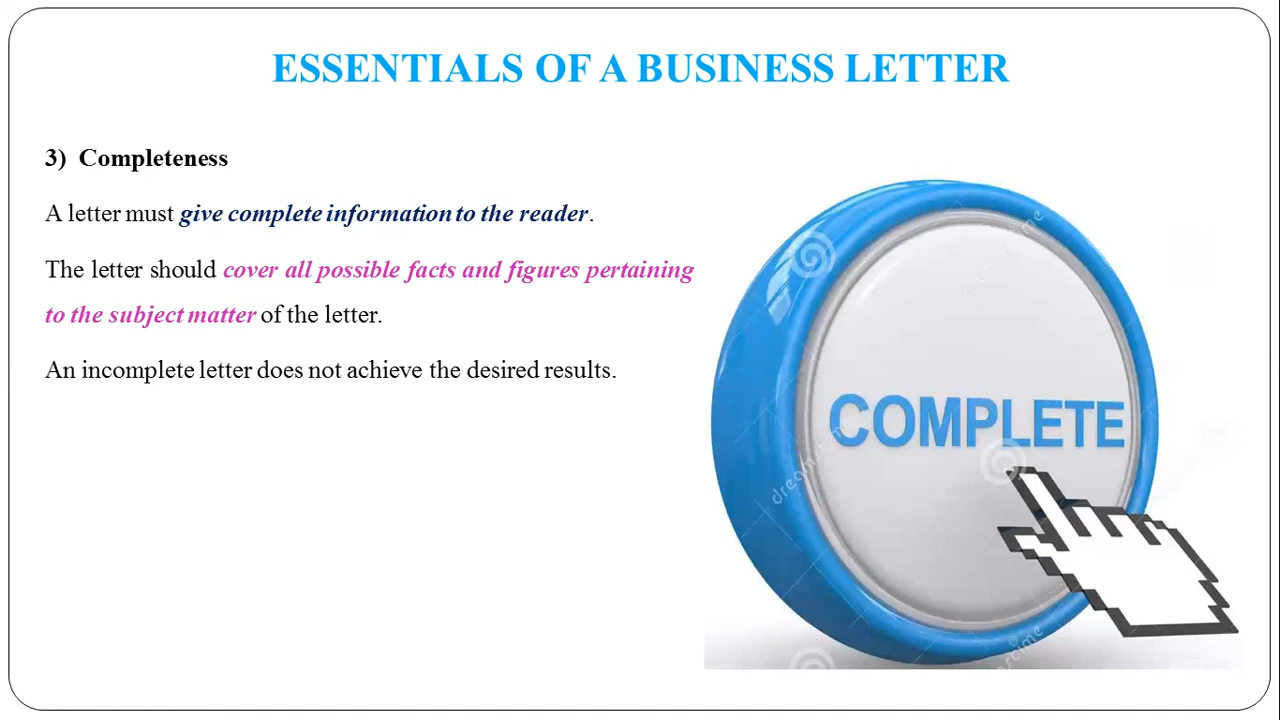 ESSENTIALS OF A BUSINESS LETTER
3) Completeness
A letter must give complete information to the reader.
The letter should cover all possible facts and figures pertaining
to the subject matter of the letter.
An incomplete letter does not achieve the desired results.
COMPLETE